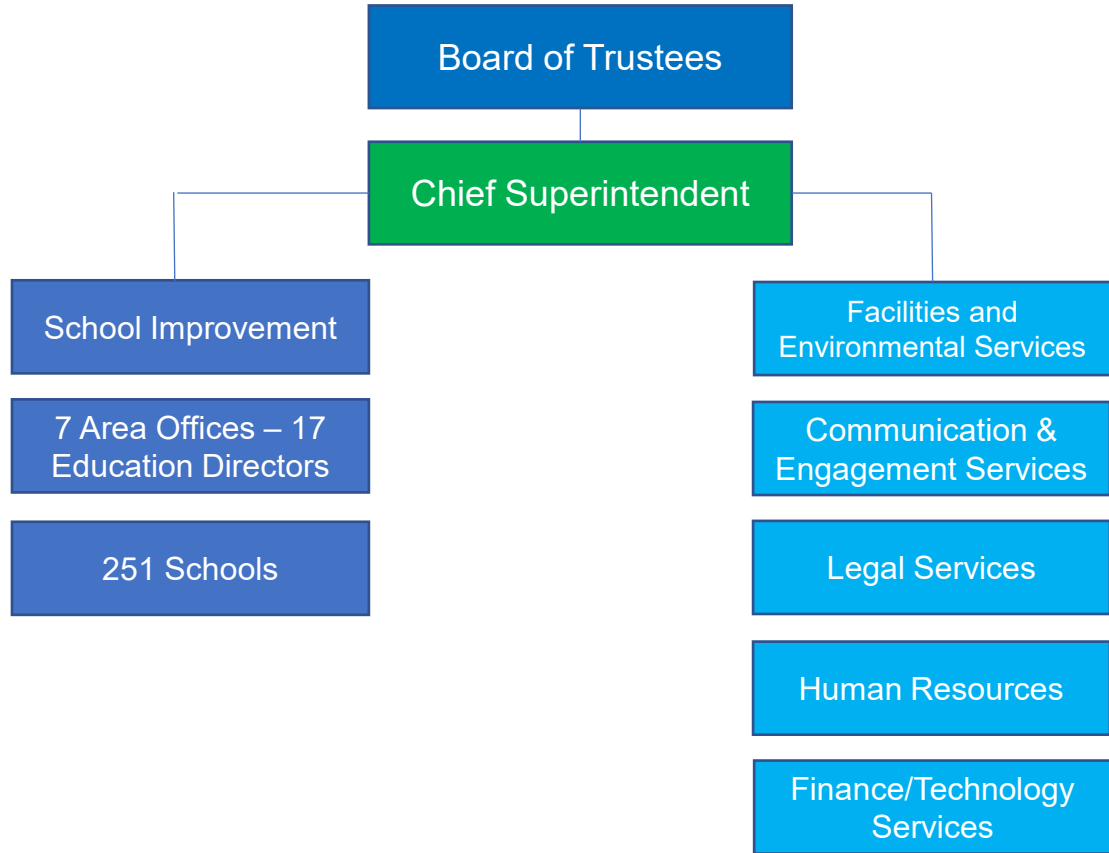 Board of Trustees
Chief Superintendent
School Improvement
7 Area Offices – 17
Education Directors
251 Schools
Facilities and
Environmental Services
Communication &
Engagement Services
Legal Services
Human Resources
Finance/Technology
Services